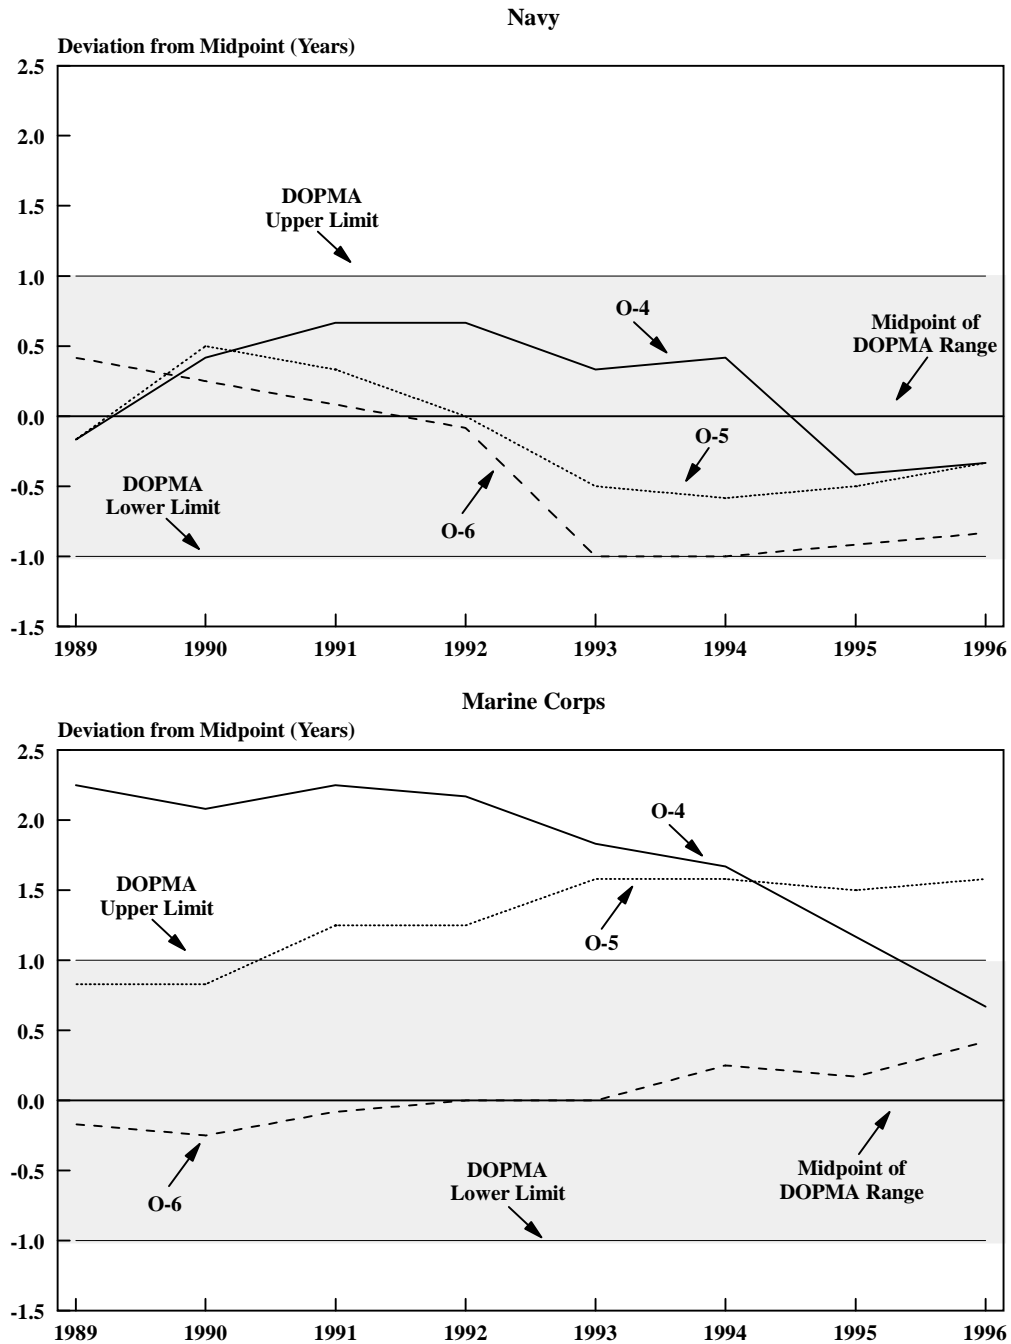 Navy
Deviation from Midpoint (Years)
2.5
2.0
1.5
1.0
0.5
0.0
-0.5
-1.0
-1.5
DOPMA
Upper Limit
O-4
Midpoint of
DOPMA Range
O-5
DOPMA
Lower Limit
O-6
1989 1990 1991 1992 1993 1994 1995 1996
Marine Corps
Deviation from Midpoint (Years)
2.5
2.0
1.5
1.0
0.5
0.0
-0.5
-1.0
-1.5
O-4
DOPMA
Upper Limit
O-5
DOPMA
Lower Limit
Midpoint of
DOPMA Range
O-6
1989 1990 1991 1992 1993 1994 1995 1996